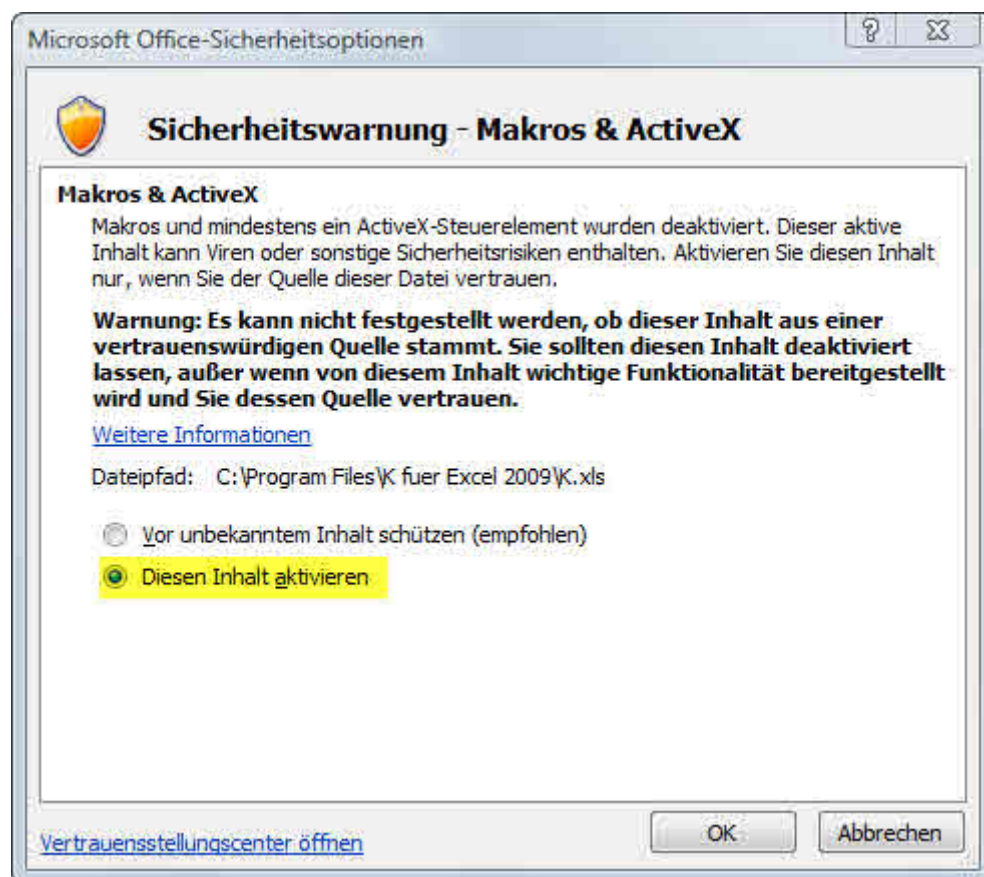 Microsoft Office-Sicherheitsoptionen
Sicherheitswarnung - Makros & ActiveX
Makros & ActiveX
Makros und mindestens ein ActiveX-Steuerelement wurden deaktiviert. Dieser aktive
Inhalt kann Viren oder sonstige Sicherheitsrisiken enthalten. Aktivieren Sie diesen Inhalt
nur, wenn Sie der Quelle dieser Datei vertrauen.
Warnung: Es kann nicht festgestellt werden, ob dieser Inhalt aus einer
vertrauenswürdigen Quelle stammt. Sie sollten diesen Inhalt deaktiviert
lassen, außer wenn von diesem Inhalt wichtige Funktionalität bereitgestellt
wird und Sie dessen Quelle vertrauen.
Weitere Informationen
Dateipfad: C:\Program Files\K fuer Excel 2009\K.xls
Vor unbekanntem Inhalt schützen (empfohlen)
Diesen Inhalt aktivieren
Vertrauensstellungscenter öffnen
OK
Abbrechen